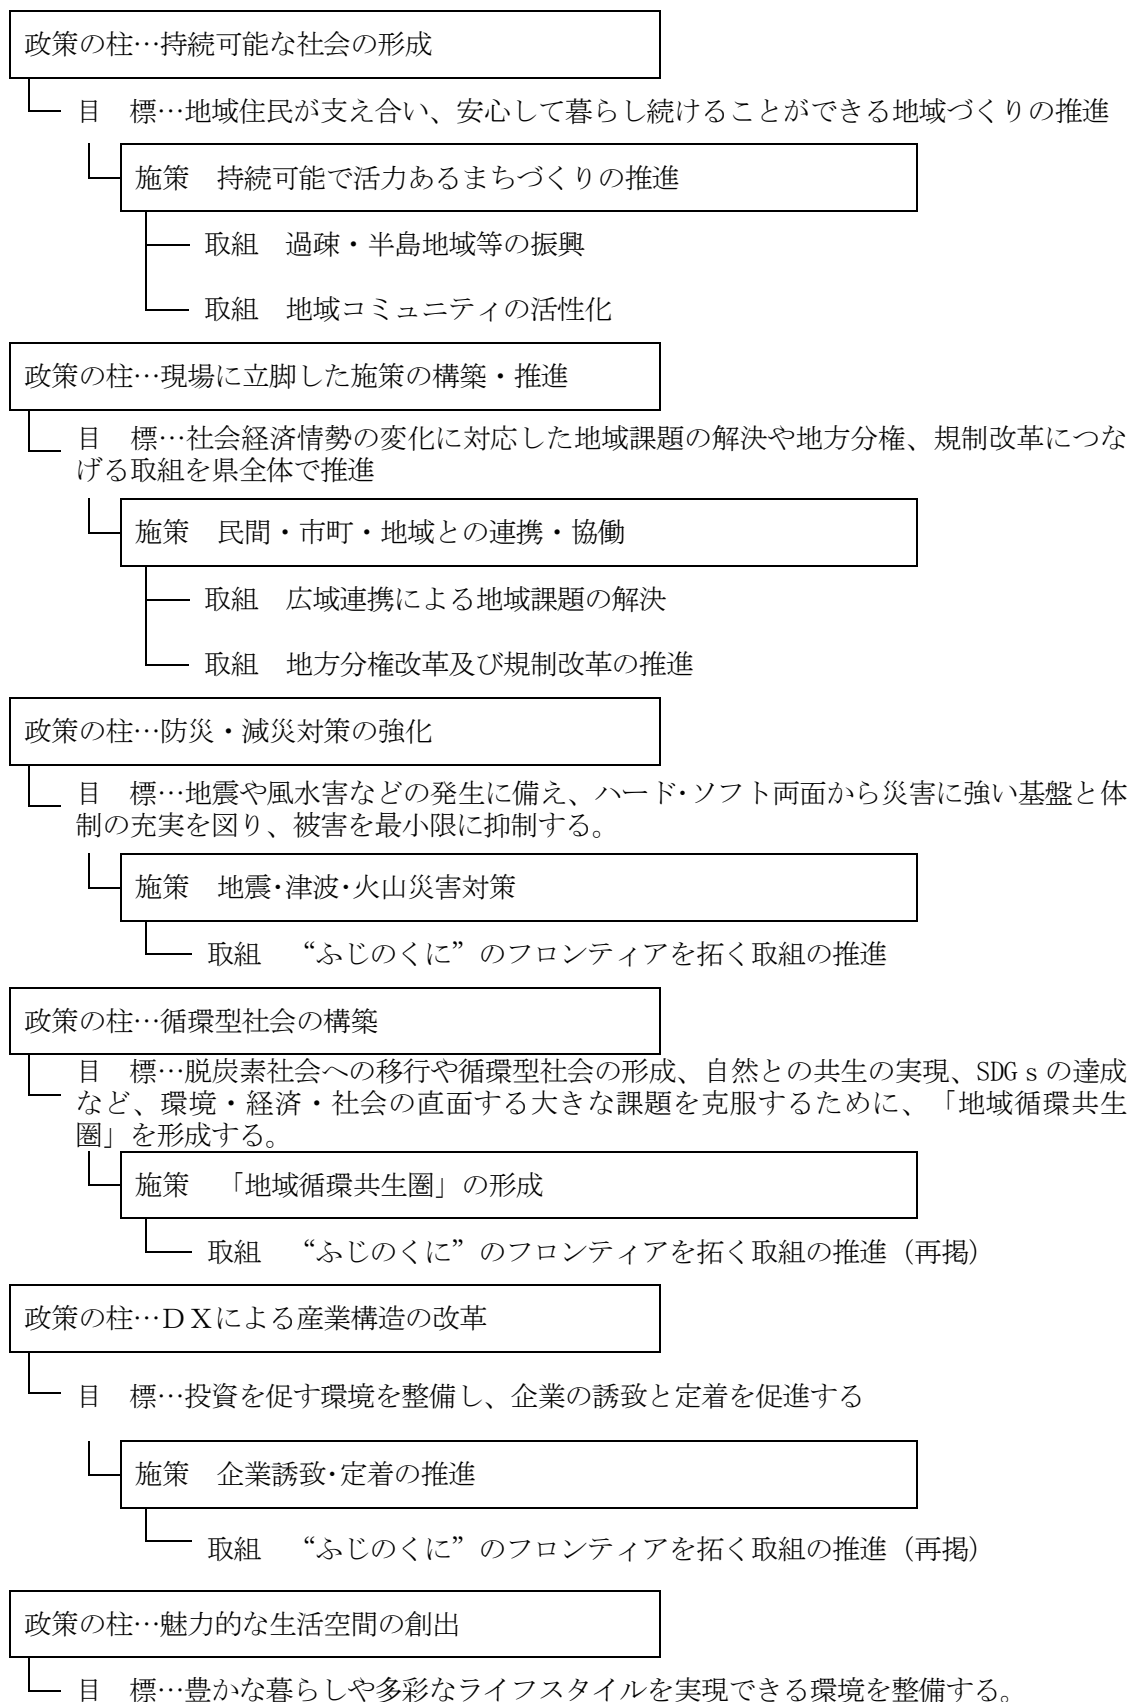 政策の柱…持続可能な社会の形成
目　標…地域住民が支え合い、安心して暮らし続けることができる地域づくりの推進
施策　持続可能で活力あるまちづくりの推進
取組　過疎・半島地域等の振興
取組　地域コミュニティの活性化
政策の柱…現場に立脚した施策の構築・推進
目　標…社会経済情勢の変化に対応した地域課題の解決や地方分権、規制改革につな
げる取組を県全体で推進
施策　民間・市町・地域との連携・協働
取組　広域連携による地域課題の解決
取組　地方分権改革及び規制改革の推進
政策の柱…防災・減災対策の強化
目　標…地震や風水害などの発生に備え、ハード･ソフト両面から災害に強い基盤と体
制の充実を図り、被害を最小限に抑制する。
施策　地震･津波･火山災害対策
取組　“ふじのくに”のフロンティアを拓く取組の推進
政策の柱…循環型社会の構築
目　標…脱炭素社会への移行や循環型社会の形成、自然との共生の実現、SDGｓの達成
など、環境・経済・社会の直面する大きな課題を克服するために、「地域循環共生
圏」を形成する。
施策　「地域循環共生圏」の形成
取組　“ふじのくに”のフロンティアを拓く取組の推進（再掲）
政策の柱…ＤＸによる産業構造の改革
目　標…投資を促す環境を整備し、企業の誘致と定着を促進する
施策　企業誘致･定着の推進
取組　“ふじのくに”のフロンティアを拓く取組の推進（再掲）
政策の柱…魅力的な生活空間の創出
目　標…豊かな暮らしや多彩なライフスタイルを実現できる環境を整備する。